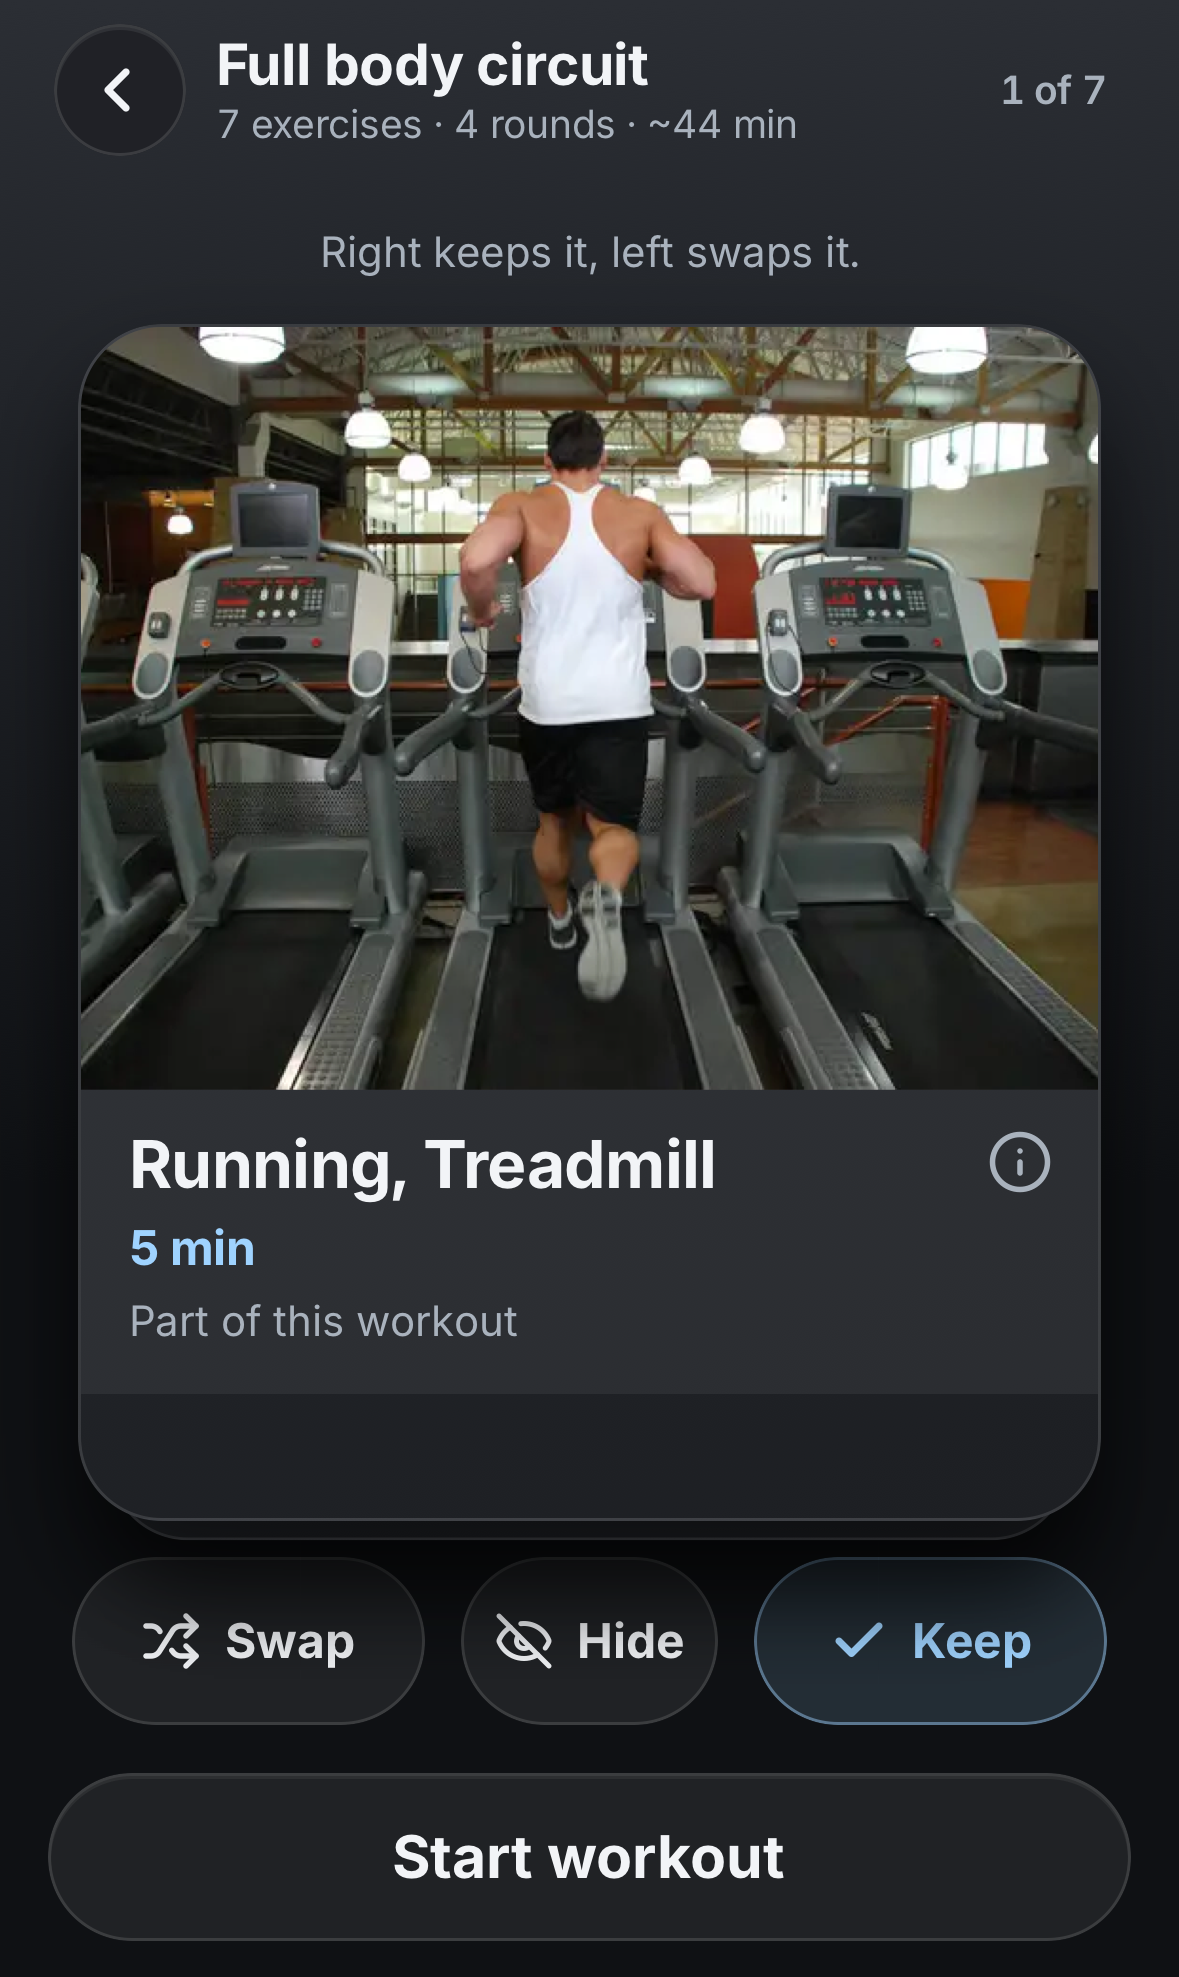 Full body circuit
7 exercises · 4 rounds · ~44 min
1 of 7
Right keeps it, left swaps it.
Running, Treadmill
5 min
Part of this workout
Swap
Hide
Keep
Start workout